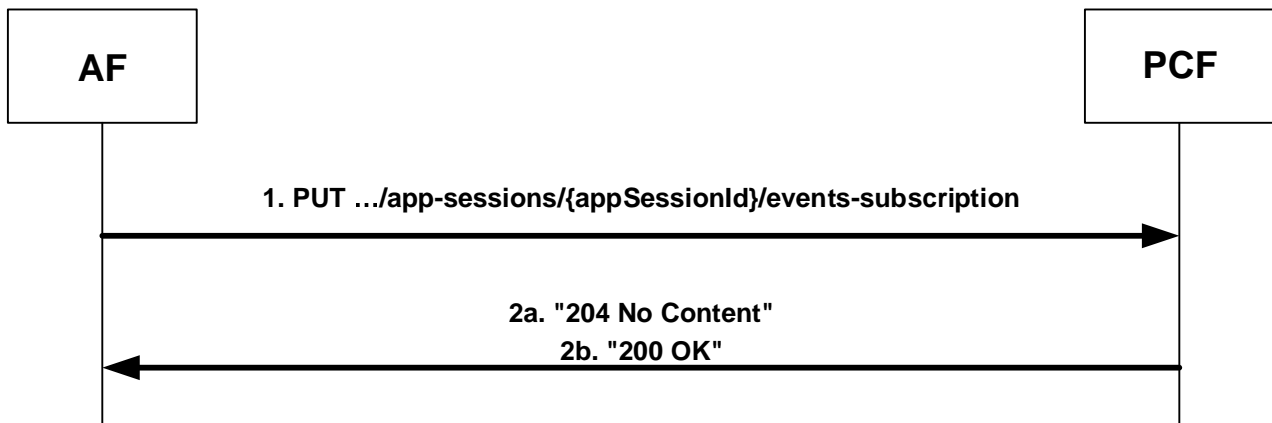 AF
PCF
1. PUT …/app-sessions/{appSessionId}/events-subscription
2a. "204 No Content"
2b. "200 OK"